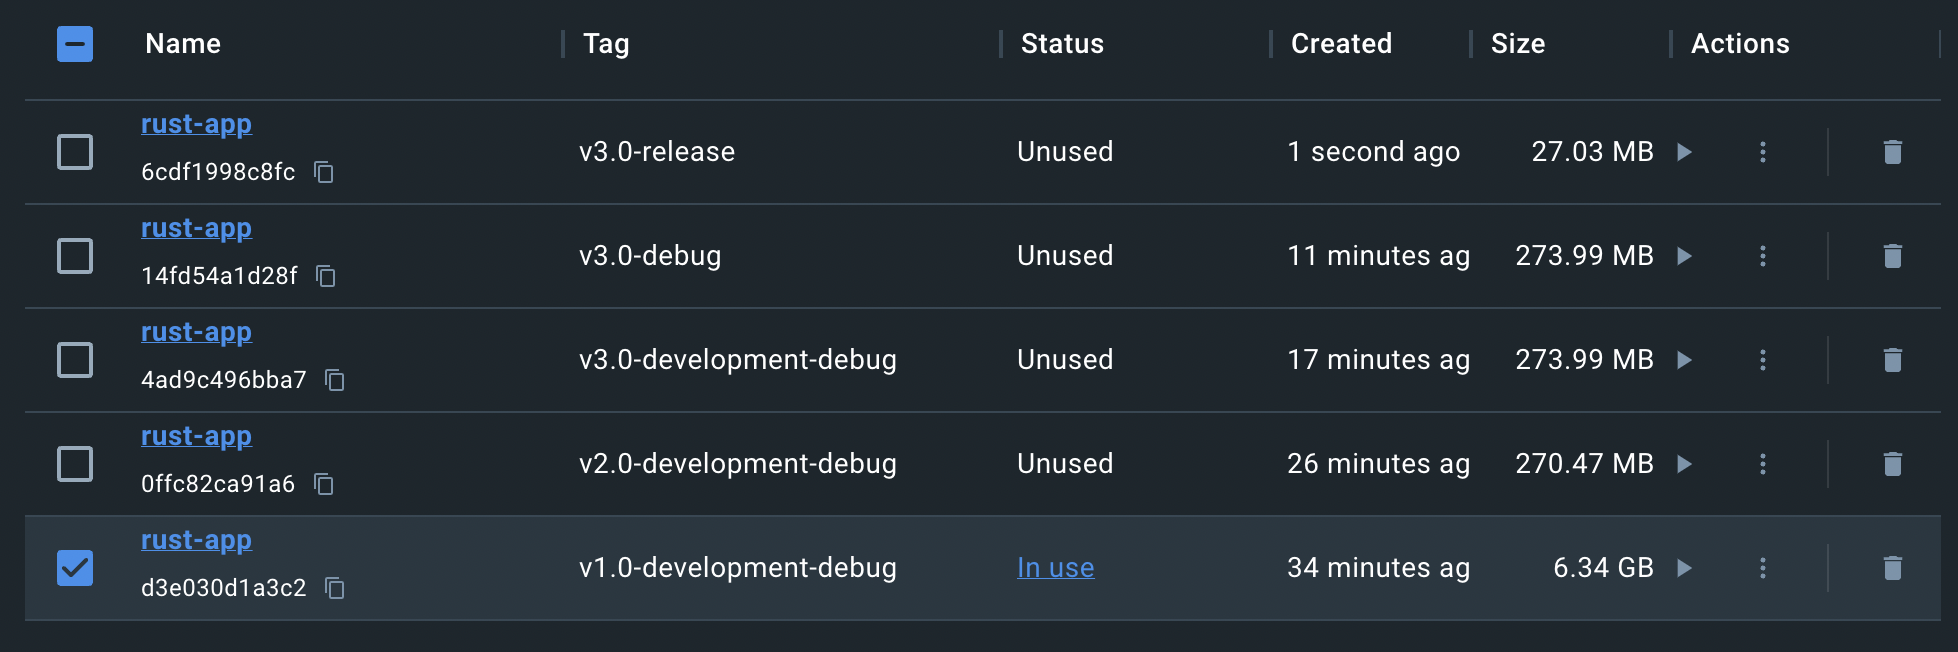 Name Tag Status Created Size Actions
rust-app
6cdf1998c8fc
v3.0-release Unused 1 second ago 27.03 MB
rust-app
14fd54a1d28f
v3.0-debug Unused 11 minutes ag 273.99 MB
rust-app
4ad9c496bba7
v3.0-development-debug Unused 17 minutes ag 273.99 MB
rust-app
0ffc82ca91a6
v2.0-development-debug Unused 26 minutes ag 270.47 MB
rust-app
d3e030d1a3c2
v1.0-development-debug In use 34 minutes ag 6.34 GB